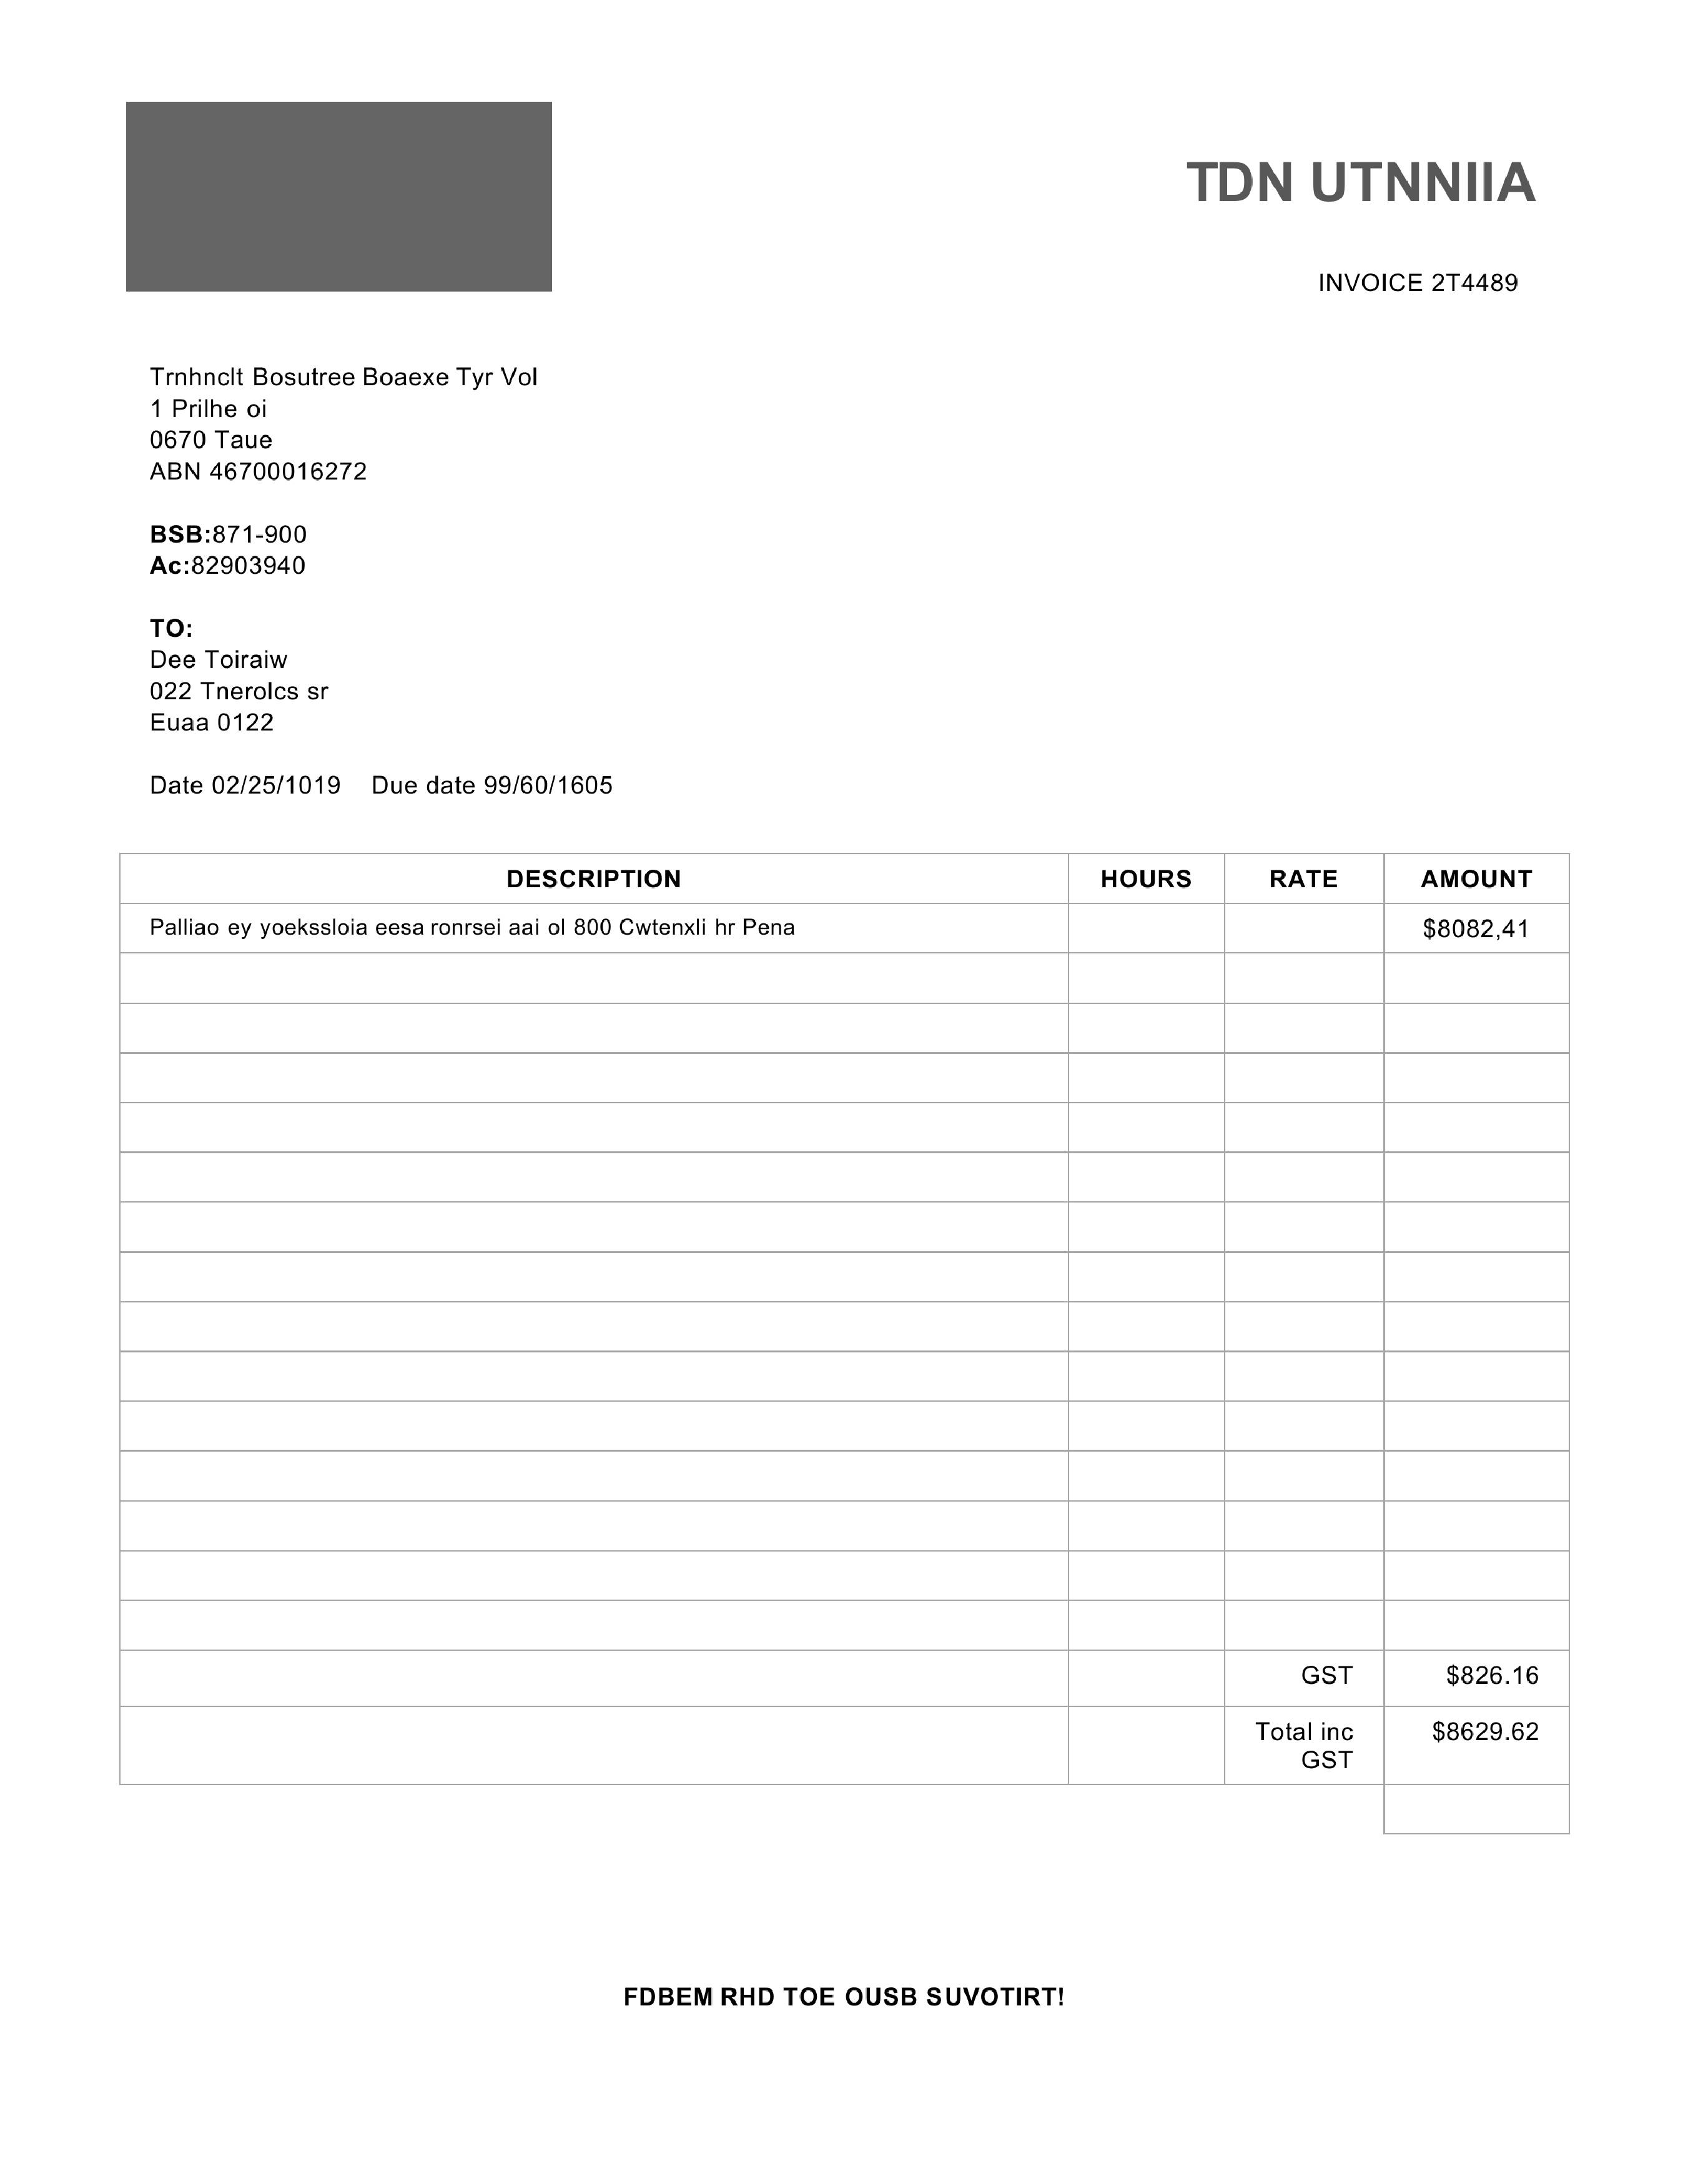 TDN UTNNIIA
INVOICE 2T4489
Trnhnclt Bosutree Boaexe Tyr Vol
1 Prilhe oi
0670 Taue
ABN 46700016272
BSB:871-900
Ac:82903940
TO:
Dee Toiraiw
022 Tnerolcs sr
Euaa 0122
Date 02/25/1019 Due date 99/60/1605
DESCRIPTION HOURS RATE AMOUNT
Palliao ey yoekssloia eesa ronrsei aai ol 800 Cwtenxli hr Pena $8082,41
GST $826.16
Total inc $8629.62
GST
FDBEM RHD TOE OUSB SUVOTIRT!